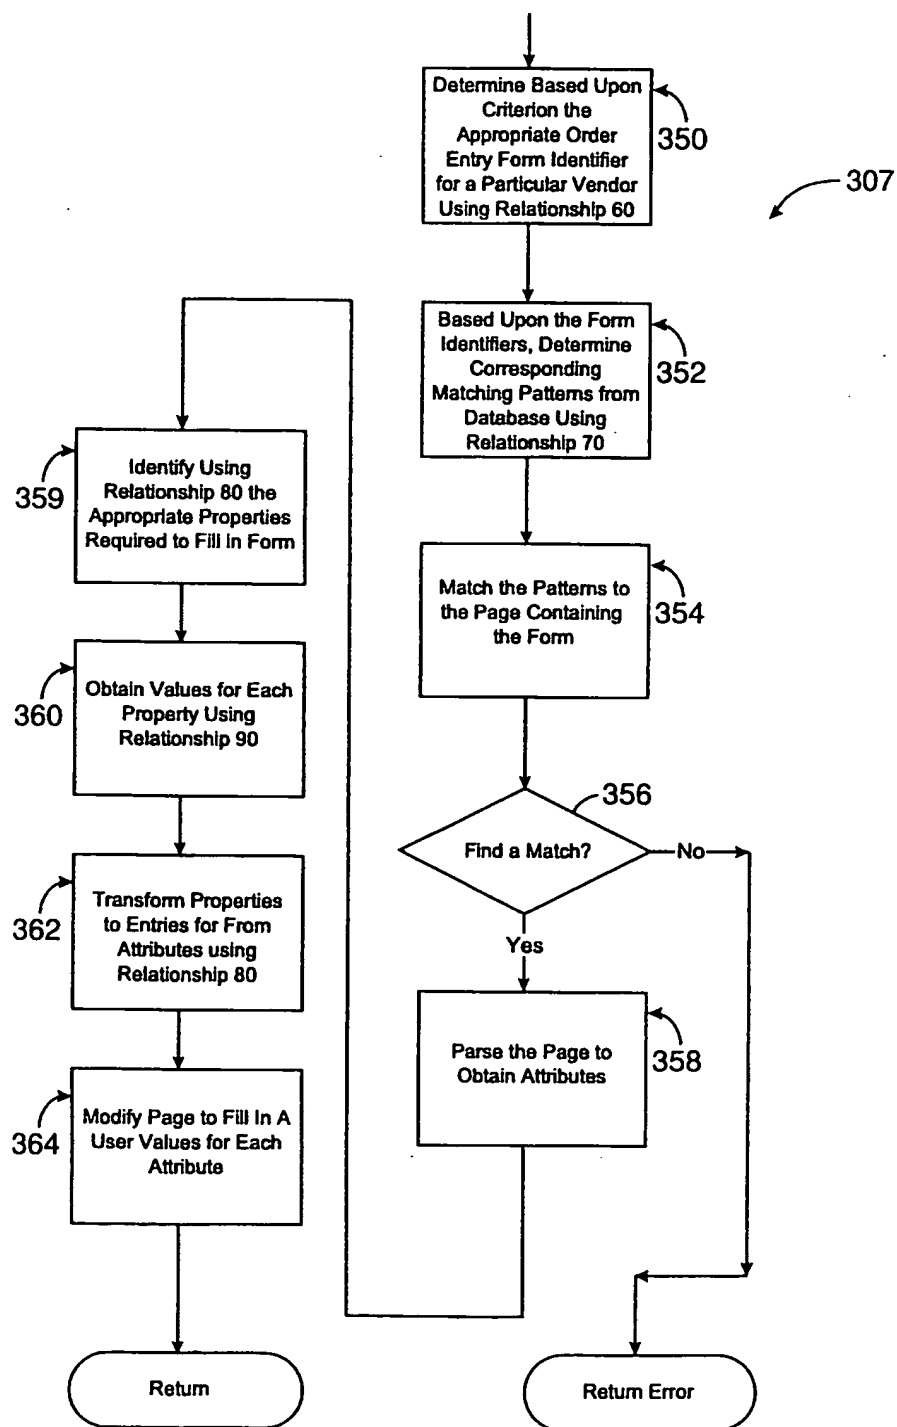 Determine Based Upon
Criterion the
Appropriate Order
Entry Form Identifier
for a Particular Vendor
Using Relationship 60
350
307
Based Upon the Form
Identifiers, Determine
Corresponding
Matching Patterns from
Database Using
Relationship 70
352
Match the Patterns to
the Page Containing
the Form
354
Find a Match?
356
No
Yes
Parse the Page to
Obtain Attributes
358
Return Error
Identify Using
Relationship 80 the
Appropriate Properties
Required to Fill In Form
359
Obtain Values for Each
Property Using
Relationship 90
360
Transform Properties
to Entries for From
Attributes using
Relationship 80
362
Modify Page to Fill In A
User Values for Each
Attribute
364
Return